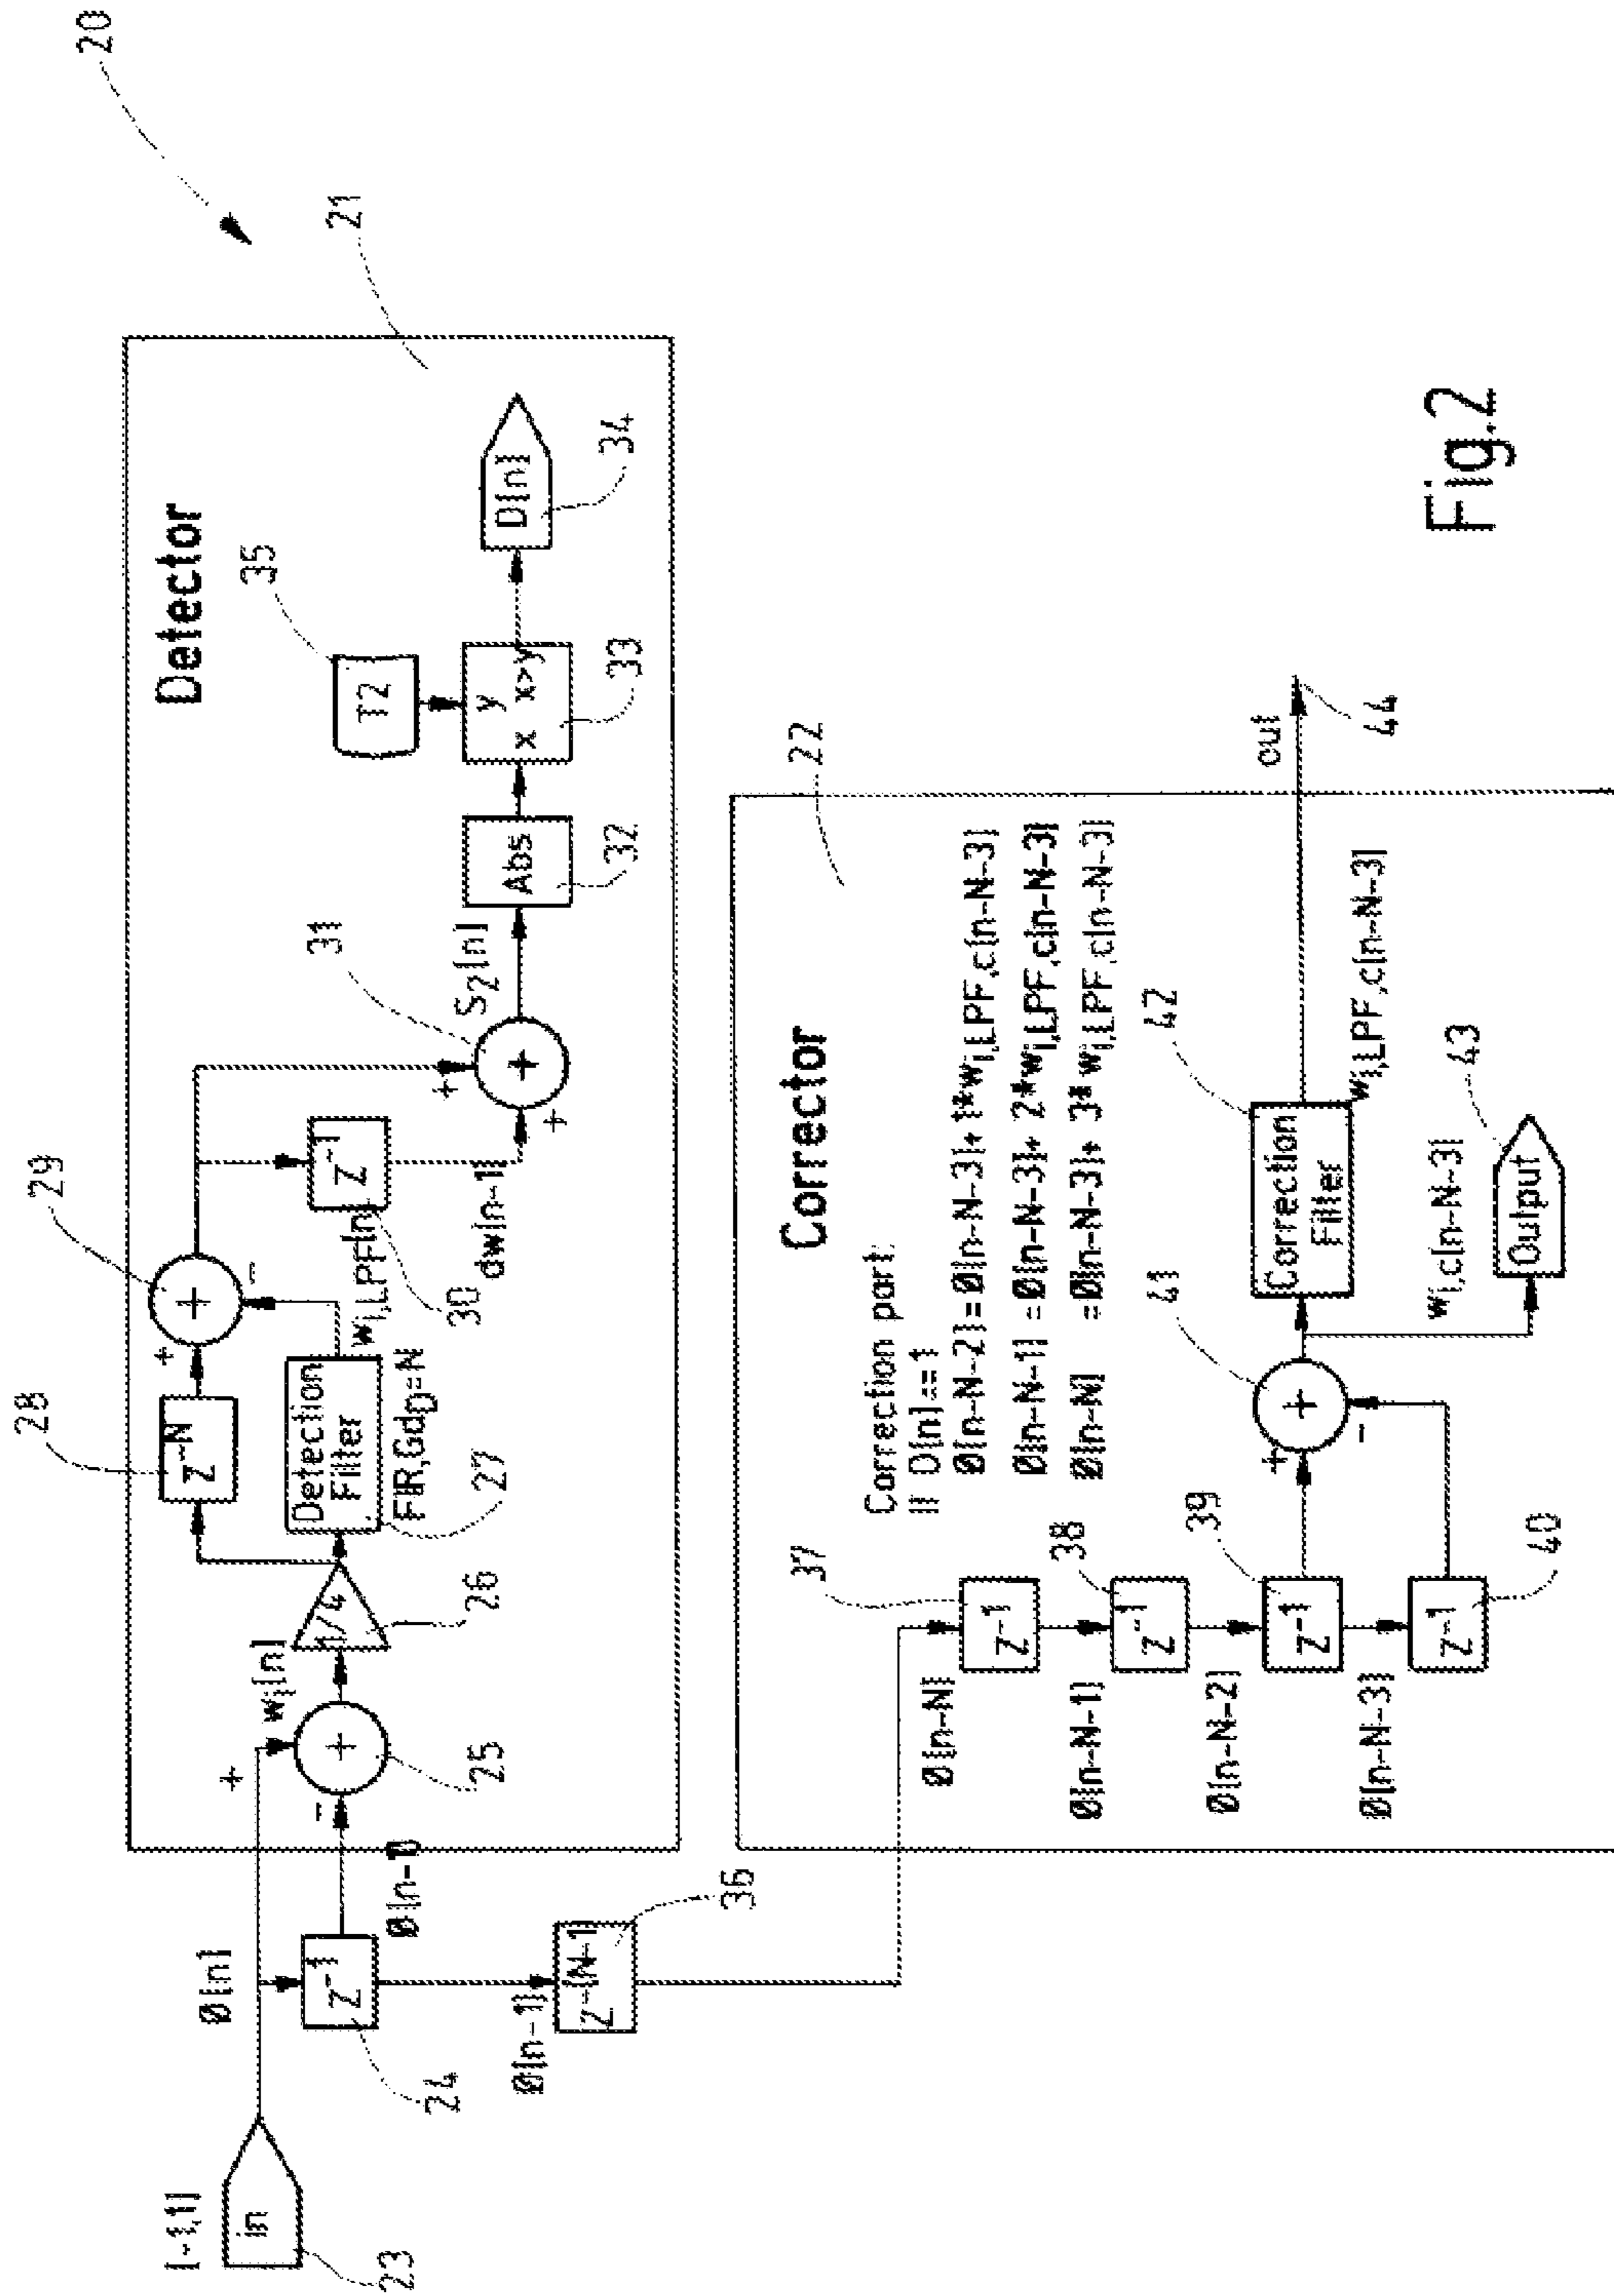 20
Detector
21
[-1,1]
in
23
Ø[n]
z⁻¹
24
Ø[n-1]
+
−
+
25
wᵢ[n]
1/4
26
z⁻ᴺ
28
Detection
Filter
27
FIR,Gd_D=N
+
−
+
29
w_i,LPF[n]
z⁻¹
30
dw[n-1]
+
+
+
31
S₂[n]
Abs
32
T2
35
y
x x>y
33
D[n]
34
Ø[n-1]
z⁻[N-1]
36
Corrector
22
Correction part:
If D[n]==1
Ø[n-N-2]=Ø[n-N-3]+1*w_i,LPF,c[n-N-3]
Ø[n-N-1]=Ø[n-N-3]+2*w_i,LPF,c[n-N-3]
Ø[n-N] =Ø[n-N-3]+3*w_i,LPF,c[n-N-3]
Ø[n-N]
z⁻¹
37
Ø[n-N-1]
z⁻¹
38
Ø[n-N-2]
z⁻¹
39
Ø[n-N-3]
z⁻¹
40
+
−
+
41
Correction
Filter
42
w_i,LPF,c[n-N-3]
out
44
w_i,c[n-N-3]
Output
43
Fig.2